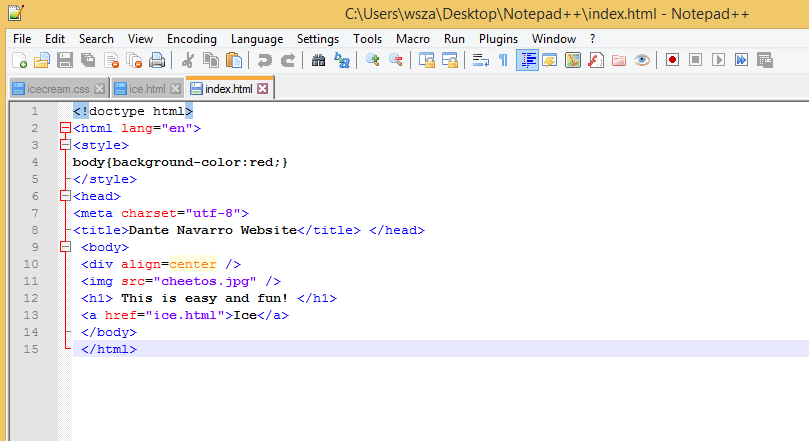 C:\Users\wsza\Desktop\Notepad++\index.html - Notepad++
File Edit Search View Encoding Language Settings Tools Macro Run Plugins Window ?
icecream.css ice.html index.html
1 <!doctype html>
2 <html lang="en">
3 <style>
4 body{background-color:red;}
5 </style>
6 <head>
7 <meta charset="utf-8">
8 <title>Dante Navarro Website</title> </head>
9 <body>
10 <div align=center />
11 <img src="cheetos.jpg" />
12 <h1> This is easy and fun! </h1>
13 <a href="ice.html">Ice</a>
14 </body>
15 </html>